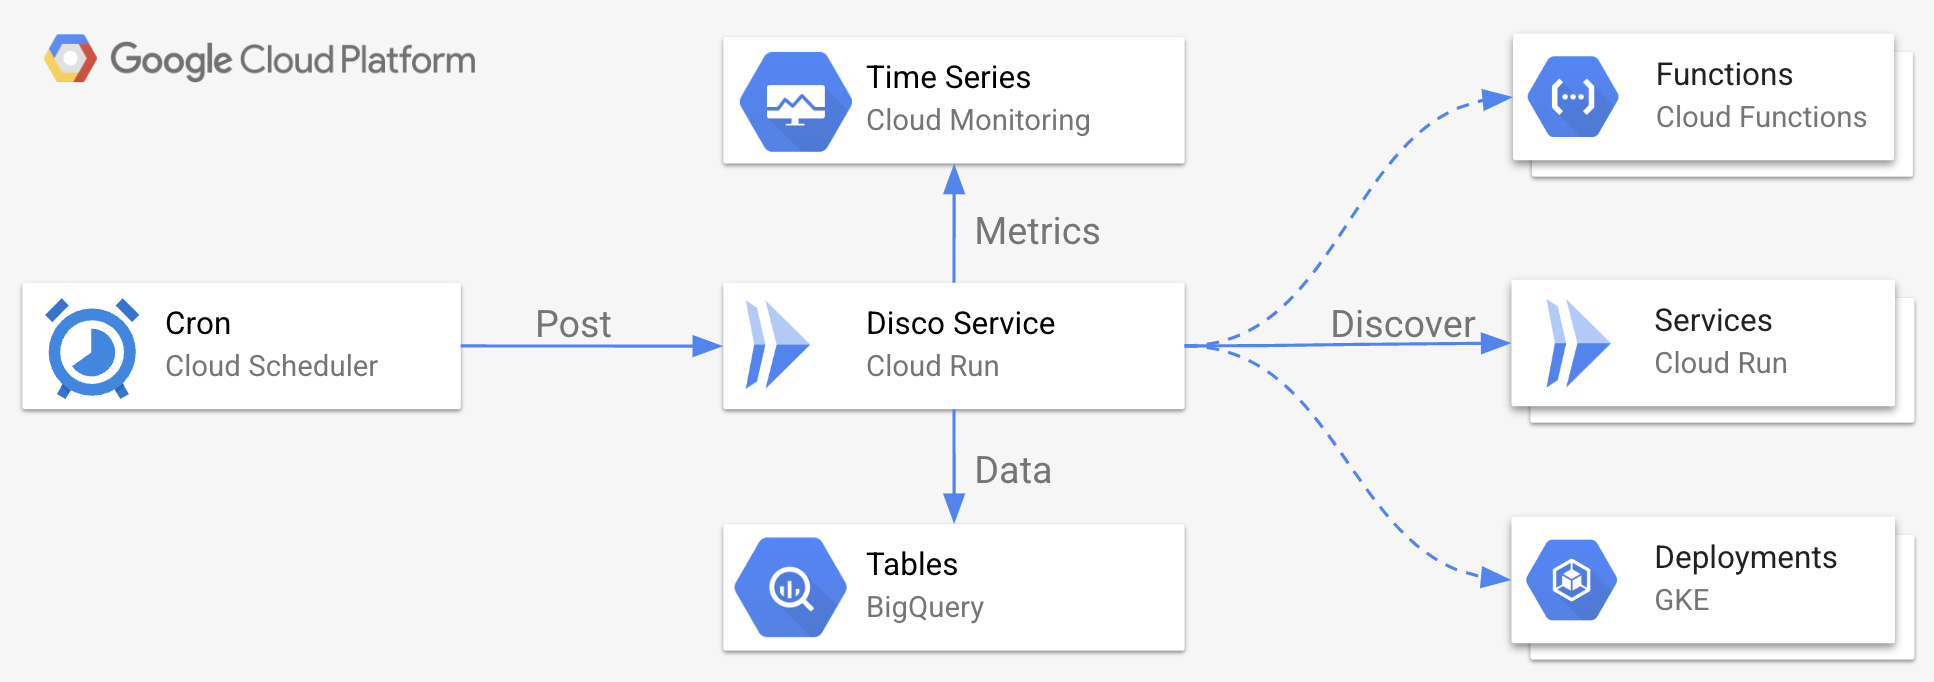 Google Cloud Platform
Time Series
Cloud Monitoring
Functions
Cloud Functions
Metrics
Cron
Cloud Scheduler
Post
Disco Service
Cloud Run
Discover
Services
Cloud Run
Data
Tables
BigQuery
Deployments
GKE